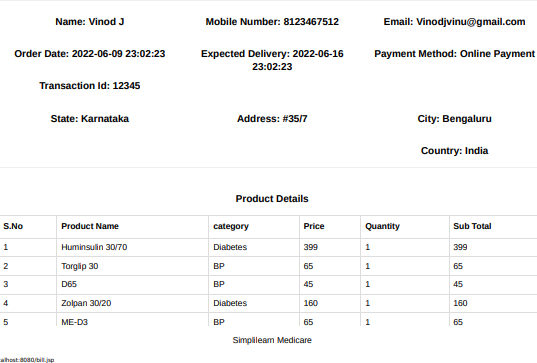 Name: Vinod J Mobile Number: 8123467512 Email: Vinodjvinu@gmail.com
Order Date: 2022-06-09 23:02:23 Expected Delivery: 2022-06-16 23:02:23 Payment Method: Online Payment
Transaction Id: 12345
State: Karnataka Address: #35/7 City: Bengaluru
Country: India
Product Details
S.No Product Name category Price Quantity Sub Total
1 Huminsulin 30/70 Diabetes 399 1 399
2 Torglip 30 BP 65 1 65
3 D65 BP 45 1 45
4 Zolpan 30/20 Diabetes 160 1 160
5 ME-D3 BP 65 1 65
Simplilearn Medicare
alhost:8080/bill.jsp